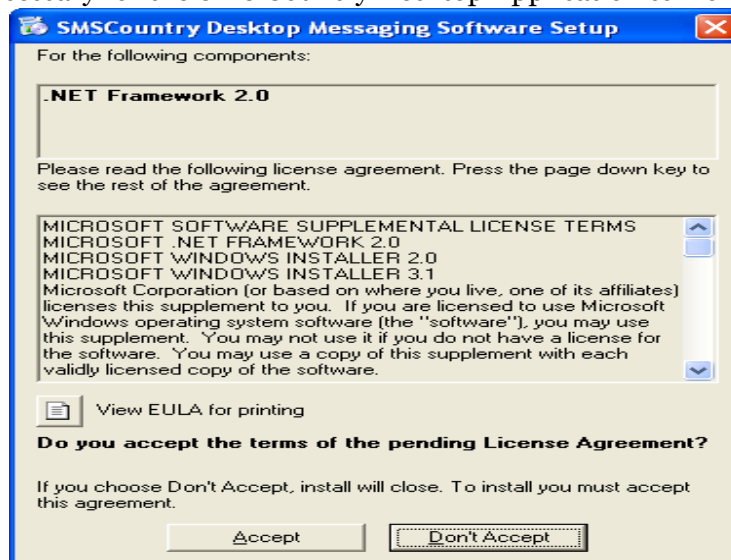 SMSCountry Desktop Messaging Software Setup
For the following components:
.NET Framework 2.0
Please read the following license agreement. Press the page down key to
see the rest of the agreement.
MICROSOFT SOFTWARE SUPPLEMENTAL LICENSE TERMS
MICROSOFT .NET FRAMEWORK 2.0
MICROSOFT WINDOWS INSTALLER 2.0
MICROSOFT WINDOWS INSTALLER 3.1
Microsoft Corporation (or based on where you live, one of its affiliates)
licenses this supplement to you.  If you are licensed to use Microsoft
Windows operating system software (the "software"), you may use
this supplement.  You may not use it if you do not have a license for
the software.  You may use a copy of this supplement with each
validly licensed copy of the software.
View EULA for printing
Do you accept the terms of the pending License Agreement?
If you choose Don't Accept, install will close. To install you must accept
this agreement.
Accept
Don't Accept